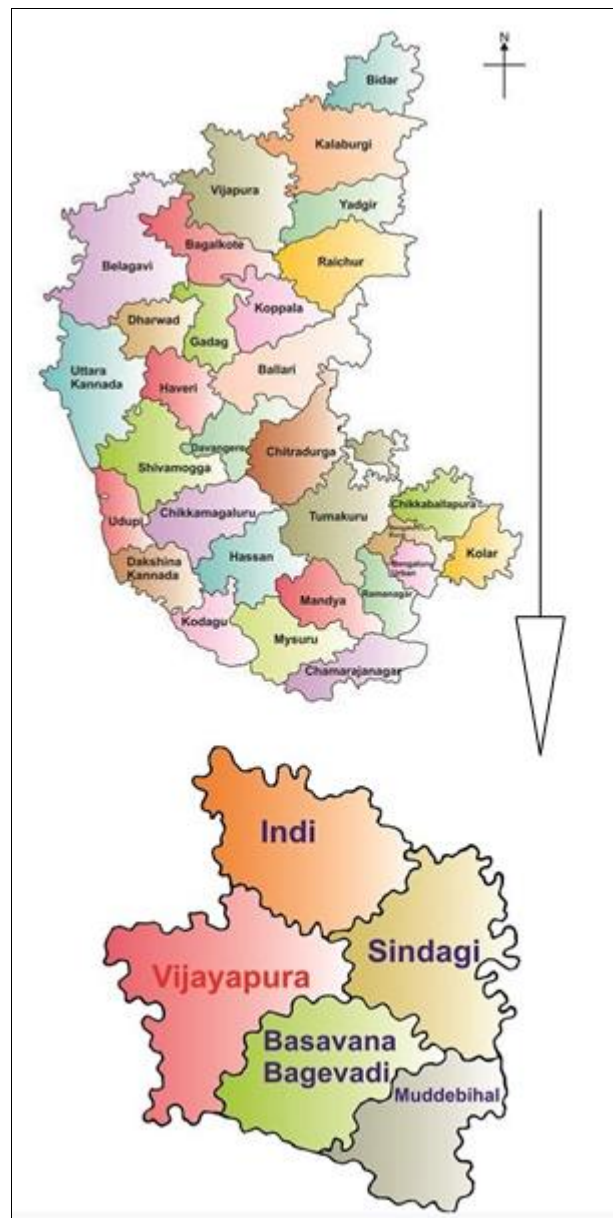 N
Bidar
Kalaburgi
Vijapura
Yadgir
Bagalkote
Belagavi
Raichur
Koppala
Dharwad
Gadag
Uttara
Kannada
Haveri
Ballari
Davangere
Chitradurga
Shivamogga
Chikkaballapura
Chikkamagaluru
Tumakuru
Udupi
Kolar
Hassan
Dakshina
Kannada
Urban
Mandya
Ramanagar
Kodagu
Mysuru
Chamarajanagar
Indi
Sindagi
Vijayapura
Basavana
Bagevadi
Muddebihal